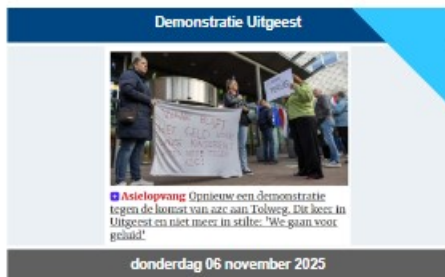 Demonstratie Uitgeest
Asielopvang Opnieuw een demonstratie
tegen de komst van azc aan Tolweg. Dit keer in
Uitgeest en niet meer in stilte: 'We gaan voor
geluid'
donderdag 06 november 2025